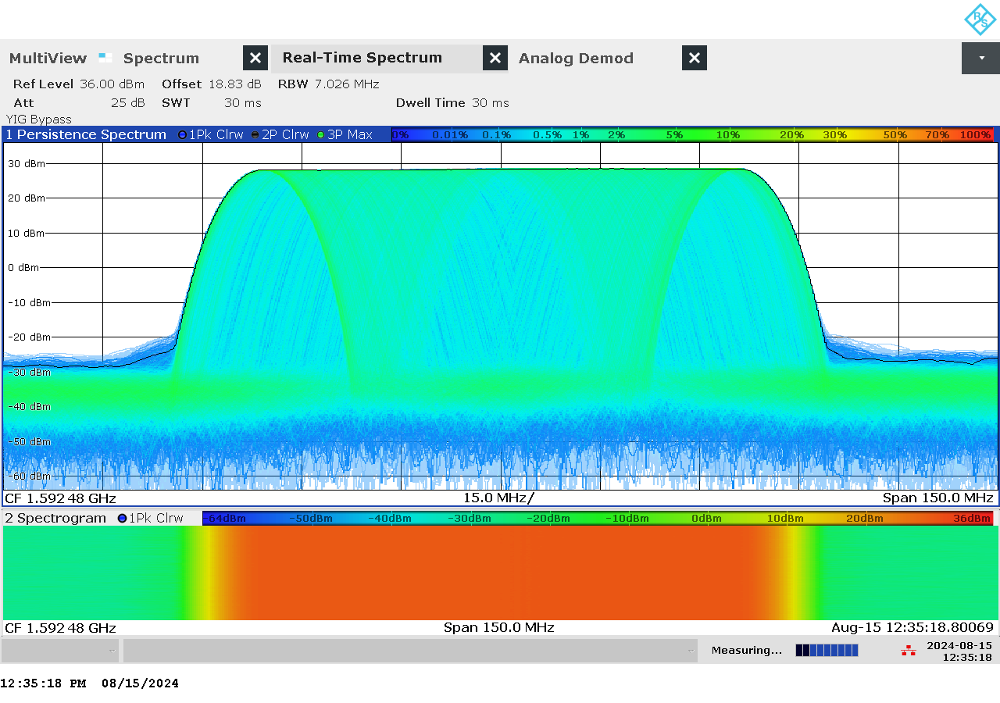 R/S
MultiView Spectrum Real-Time Spectrum Analog Demod
Ref Level 36.00 dBm Offset 18.83 dB RBW 7.026 MHz
Att 25 dB SWT 30 ms Dwell Time 30 ms
YIG Bypass
1 Persistence Spectrum 1Pk Clrw 2P Clrw 3P Max 0% 0.01% 0.1% 0.5% 1% 2% 5% 10% 20% 30% 50% 70% 100%
30 dBm
20 dBm
10 dBm
0 dBm
-10 dBm
-20 dBm
-30 dBm
-40 dBm
-50 dBm
-60 dBm
CF 1.592 48 GHz 15.0 MHz/ Span 150.0 MHz
2 Spectrogram 1Pk Clrw -64dBm -50dBm -40dBm -30dBm -20dBm -10dBm 0dBm 10dBm 20dBm 36dBm
CF 1.592 48 GHz Span 150.0 MHz Aug-15 12:35:18.80069
Measuring... 2024-08-15
12:35:18
12:35:18 PM 08/15/2024